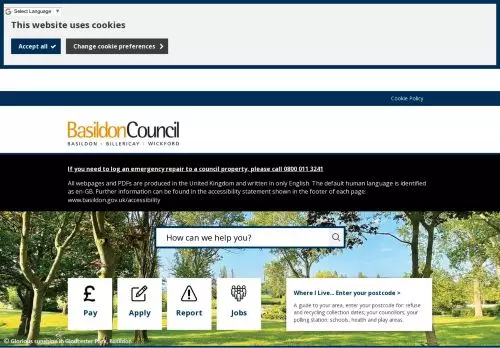 Select Language ▼
This website uses cookies
Accept all ✓
Change cookie preferences
Cookie Policy
BasildonCouncil
BASILDON · BILLERICAY · WICKFORD
If you need to log an emergency repair to a council property, please call 0800 011 3241
All webpages and PDFs are produced in the United Kingdom and written in only English. The default human language is identified
as en-GB. Further information can be found in the accessibility statement shown in the footer of each page:
www.basildon.gov.uk/accessibility
How can we help you?
£
Pay
Apply
Report
Jobs
Where I Live... Enter your postcode >
A guide to your area, enter your postcode for: refuse
and recycling collection dates; your councillors; your
polling station; schools, health and play areas.
© Glorious sunshine in Gloucester Park, Basildon